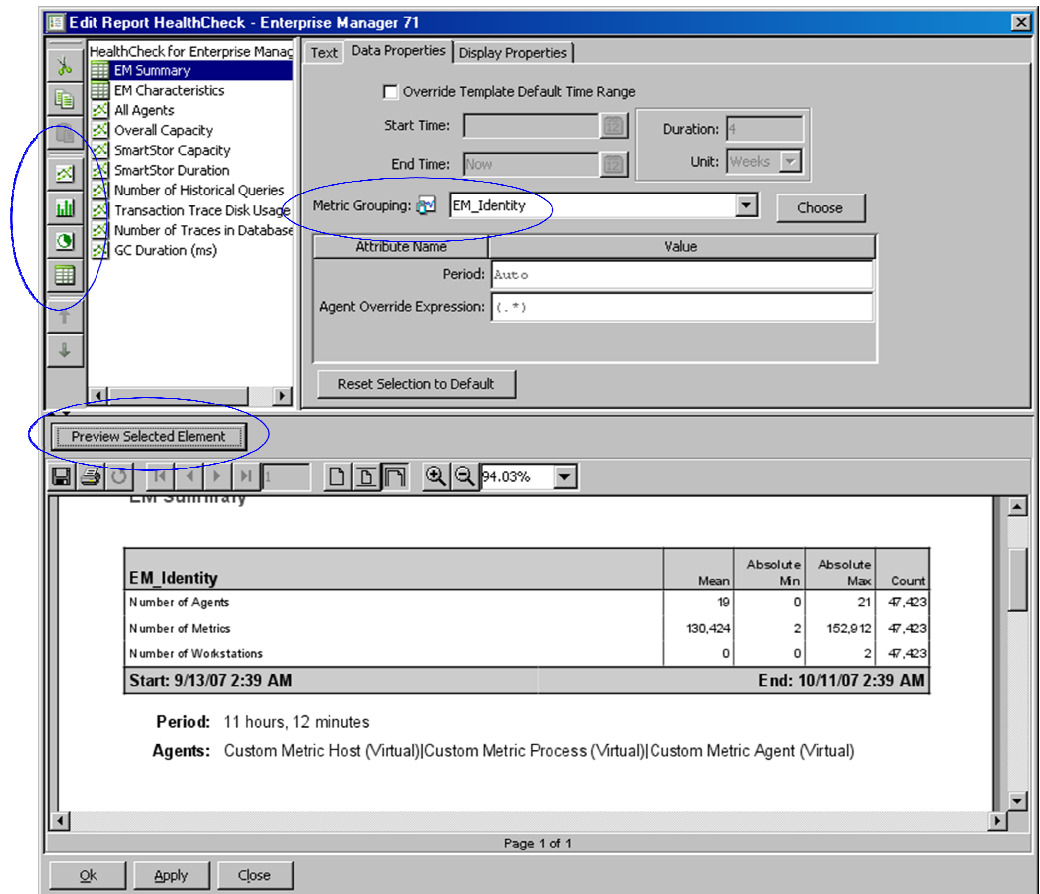 Edit Report HealthCheck - Enterprise Manager 71
HealthCheck for Enterprise Manag
EM Summary
EM Characteristics
All Agents
Overall Capacity
SmartStor Capacity
SmartStor Duration
Number of Historical Queries
Transaction Trace Disk Usage
Number of Traces in Database
GC Duration (ms)
Text Data Properties Display Properties
Override Template Default Time Range
Start Time:
Duration: 4
End Time: Now
Unit: Weeks
Metric Grouping: EM_Identity Choose
Attribute Name Value
Period: Auto
Agent Override Expression: (.*)
Reset Selection to Default
Preview Selected Element
1 94.03%
EM Summary
EM_Identity Mean Absolute Min Absolute Max Count
Number of Agents 19 0 21 47,423
Number of Metrics 130,424 2 152,912 47,423
Number of Workstations 0 0 2 47,423
Start: 9/13/07 2:39 AM End: 10/11/07 2:39 AM
Period: 11 hours, 12 minutes
Agents: Custom Metric Host (Virtual)|Custom Metric Process (Virtual)|Custom Metric Agent (Virtual)
Page 1 of 1
Ok Apply Close